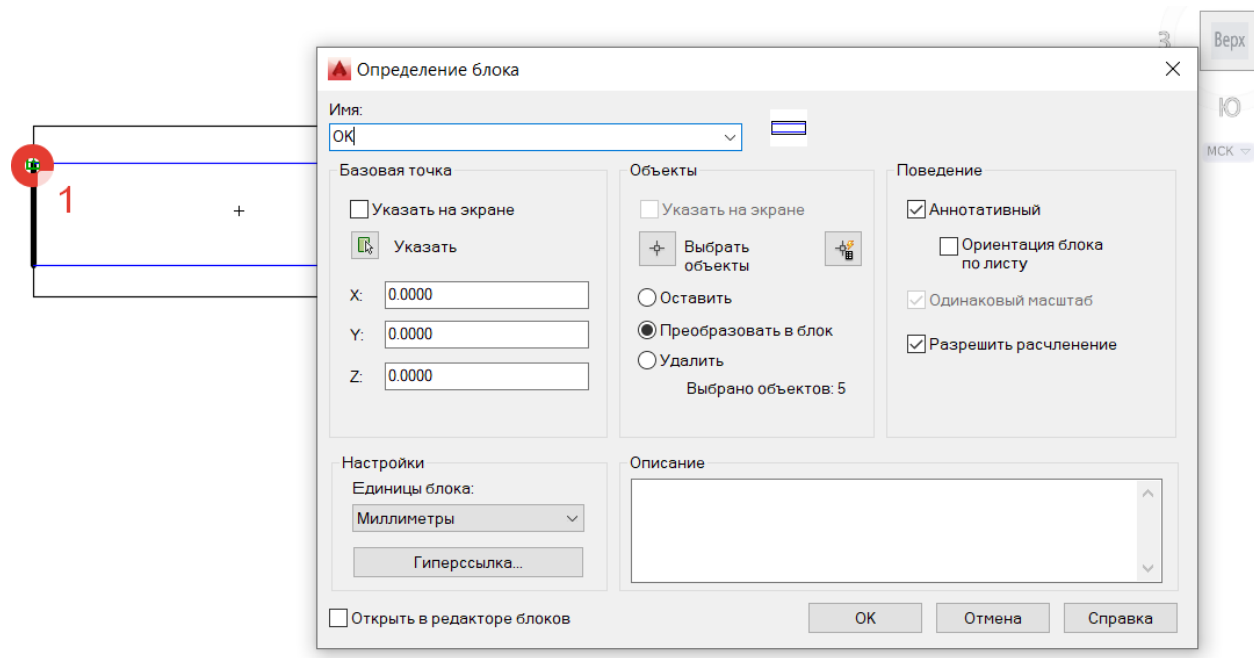 З
Верх
Ю
МСК
1
Определение блока
Имя:
ОК
Базовая точка
Указать на экране
Указать
X: 0.0000
Y: 0.0000
Z: 0.0000
Объекты
Указать на экране
Выбрать
объекты
Оставить
Преобразовать в блок
Удалить
Выбрано объектов: 5
Поведение
Аннотативный
Ориентация блока
по листу
Одинаковый масштаб
Разрешить расчленение
Настройки
Единицы блока:
Миллиметры
Гиперссылка...
Описание
Открыть в редакторе блоков
ОК Отмена Справка